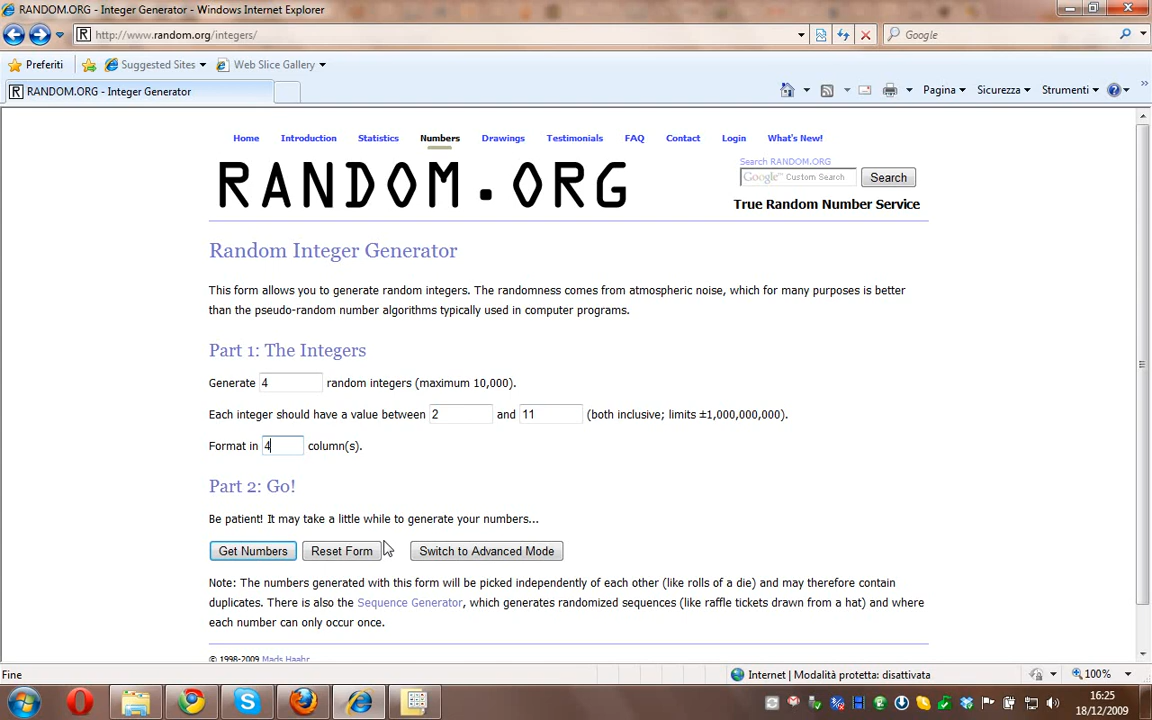 RANDOM.ORG - Integer Generator - Windows Internet Explorer
http://www.random.org/integers/
Google
Preferiti Suggested Sites Web Slice Gallery
RANDOM.ORG - Integer Generator
Pagina Sicurezza Strumenti
Home Introduction Statistics Numbers Drawings Testimonials FAQ Contact Login What's New!
RANDOM.ORG
Search RANDOM.ORG
Google™ Custom Search Search
True Random Number Service
Random Integer Generator
This form allows you to generate random integers. The randomness comes from atmospheric noise, which for many purposes is better
than the pseudo-random number algorithms typically used in computer programs.
Part 1: The Integers
Generate 4 random integers (maximum 10,000).
Each integer should have a value between 2 and 11 (both inclusive; limits ±1,000,000,000).
Format in 4 column(s).
Part 2: Go!
Be patient! It may take a little while to generate your numbers...
Get Numbers Reset Form Switch to Advanced Mode
Note: The numbers generated with this form will be picked independently of each other (like rolls of a die) and may therefore contain
duplicates. There is also the Sequence Generator, which generates randomized sequences (like raffle tickets drawn from a hat) and where
each number can only occur once.
© 1998-2009 Mads Haahr
Fine
Internet | Modalità protetta: disattivata
100%
16:25
18/12/2009